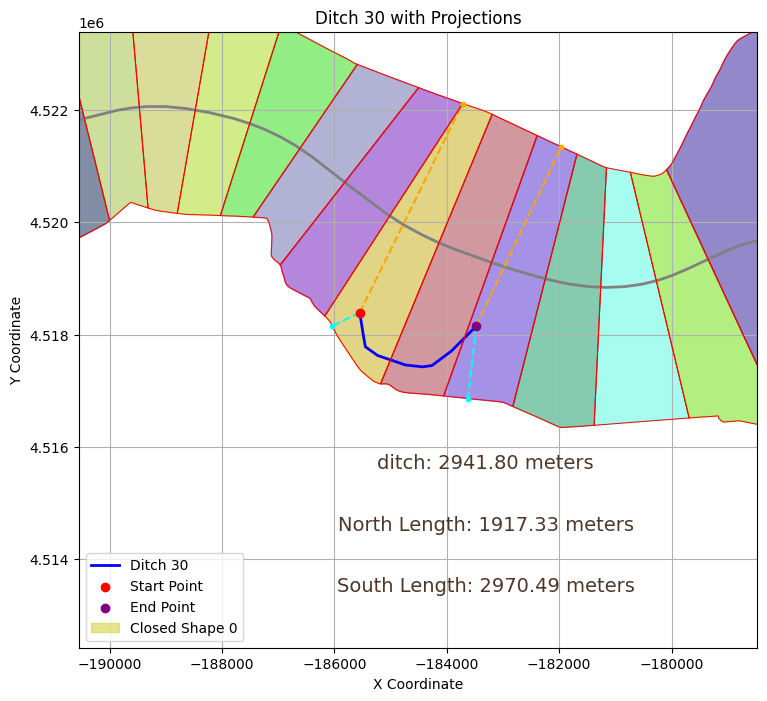 Ditch 30 with Projections
1e6
4.522
4.520
4.518
4.516
4.514
Y Coordinate
ditch: 2941.80 meters
North Length: 1917.33 meters
South Length: 2970.49 meters
Ditch 30
Start Point
End Point
Closed Shape 0
−190000 −188000 −186000 −184000 −182000 −180000
X Coordinate